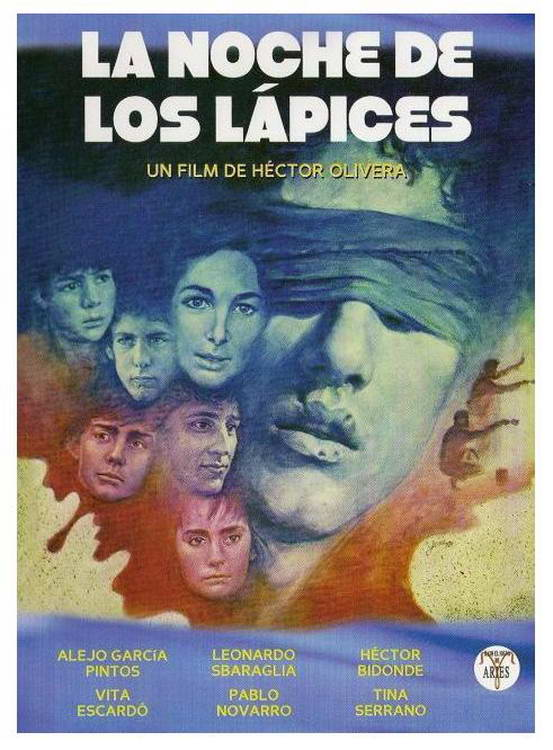 LA NOCHE DE
LOS LÁPICES
UN FILM DE HÉCTOR OLIVERA
ALEJO GARCÍA
PINTOS
LEONARDO
SBARAGLIA
HÉCTOR
BIDONDE
VITA
ESCARDÓ
PABLO
NOVARRO
TINA
SERRANO
ARIES